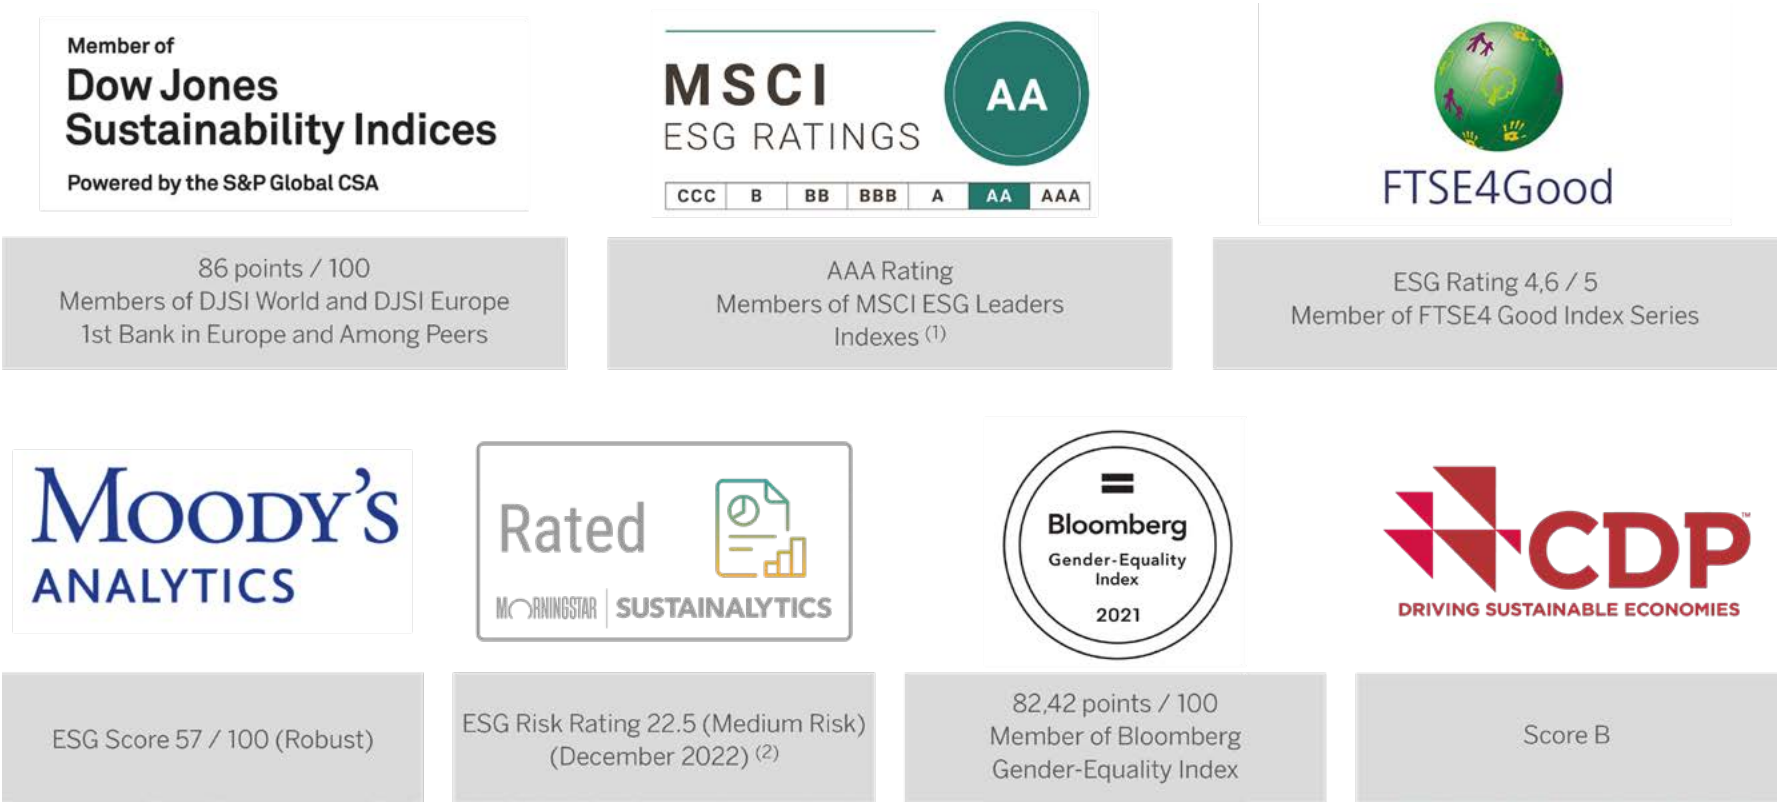 Member of
Dow Jones
Sustainability Indices
Powered by the S&P Global CSA
86 points / 100
Members of DJSI World and DJSI Europe
1st Bank in Europe and Among Peers
MSCI
ESG RATINGS
AA
CCC B BB BBB A AA AAA
AAA Rating
Members of MSCI ESG Leaders
Indexes (1)
FTSE4Good
ESG Rating 4,6 / 5
Member of FTSE4 Good Index Series
MOODY'S
ANALYTICS
ESG Score 57 / 100 (Robust)
Rated
MORNINGSTAR SUSTAINALYTICS
ESG Risk Rating 22.5 (Medium Risk)
(December 2022) (2)
Bloomberg
Gender-Equality
Index
2021
82,42 points / 100
Member of Bloomberg
Gender-Equality Index
CDP™
DRIVING SUSTAINABLE ECONOMIES
Score B